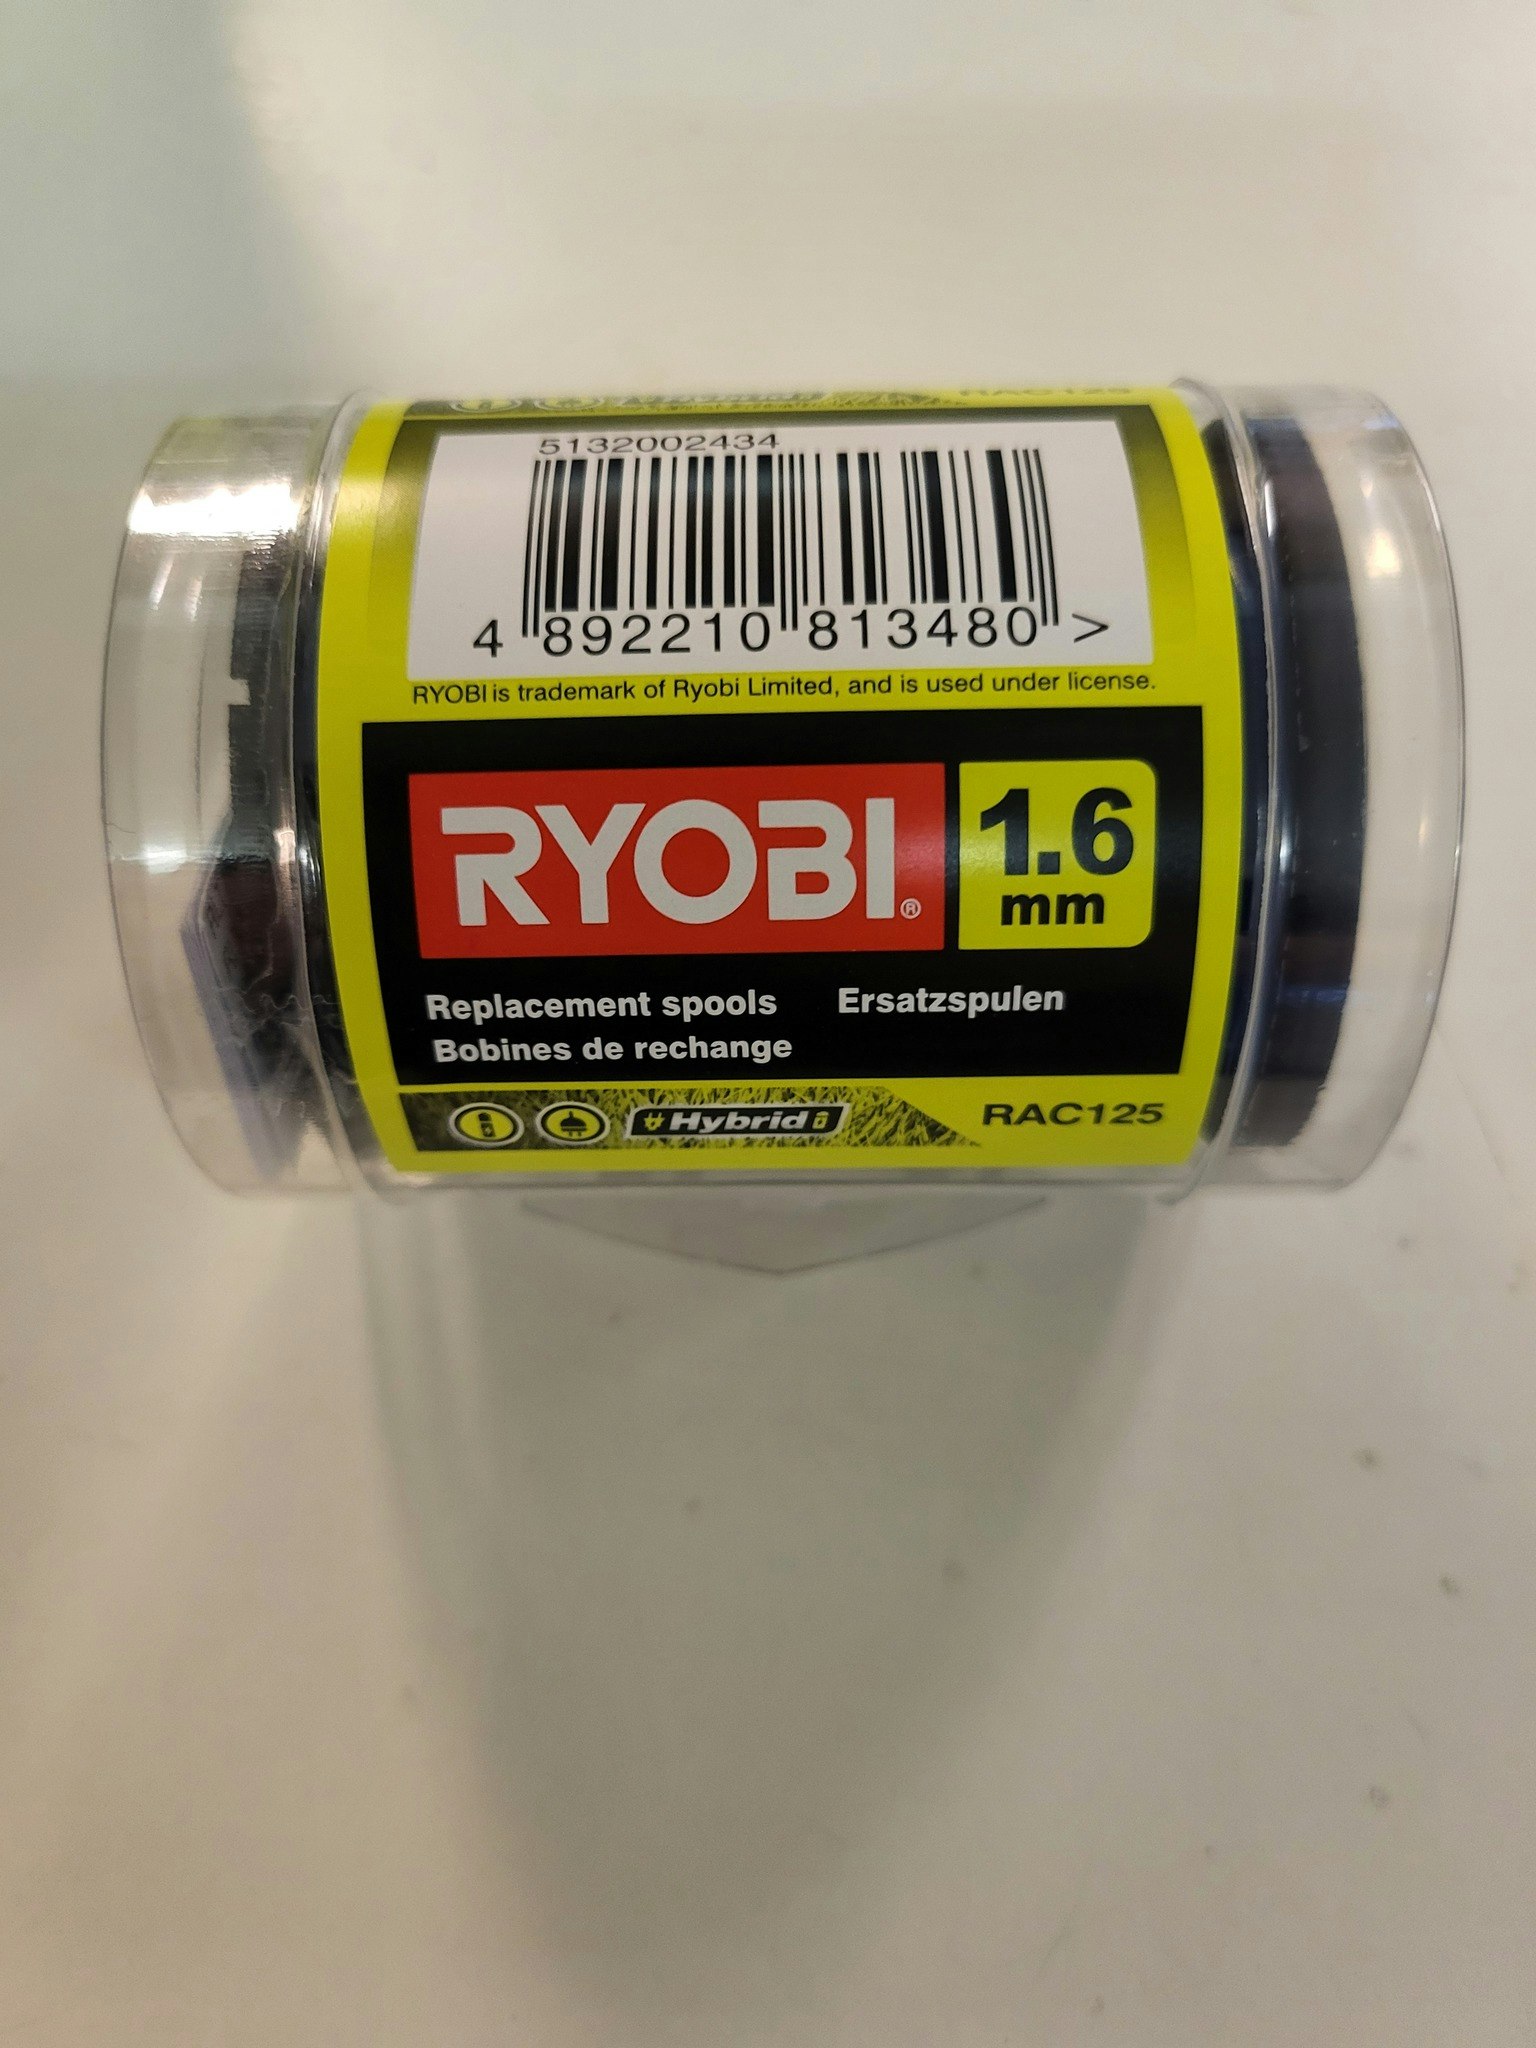 RAC125
5132002434
4 892210 813480 >
RYOBI is trademark of Ryobi Limited, and is used under license.
RYOBI®
1.6
mm
Replacement spools Ersatzspulen
Bobines de rechange
Hybrid RAC125